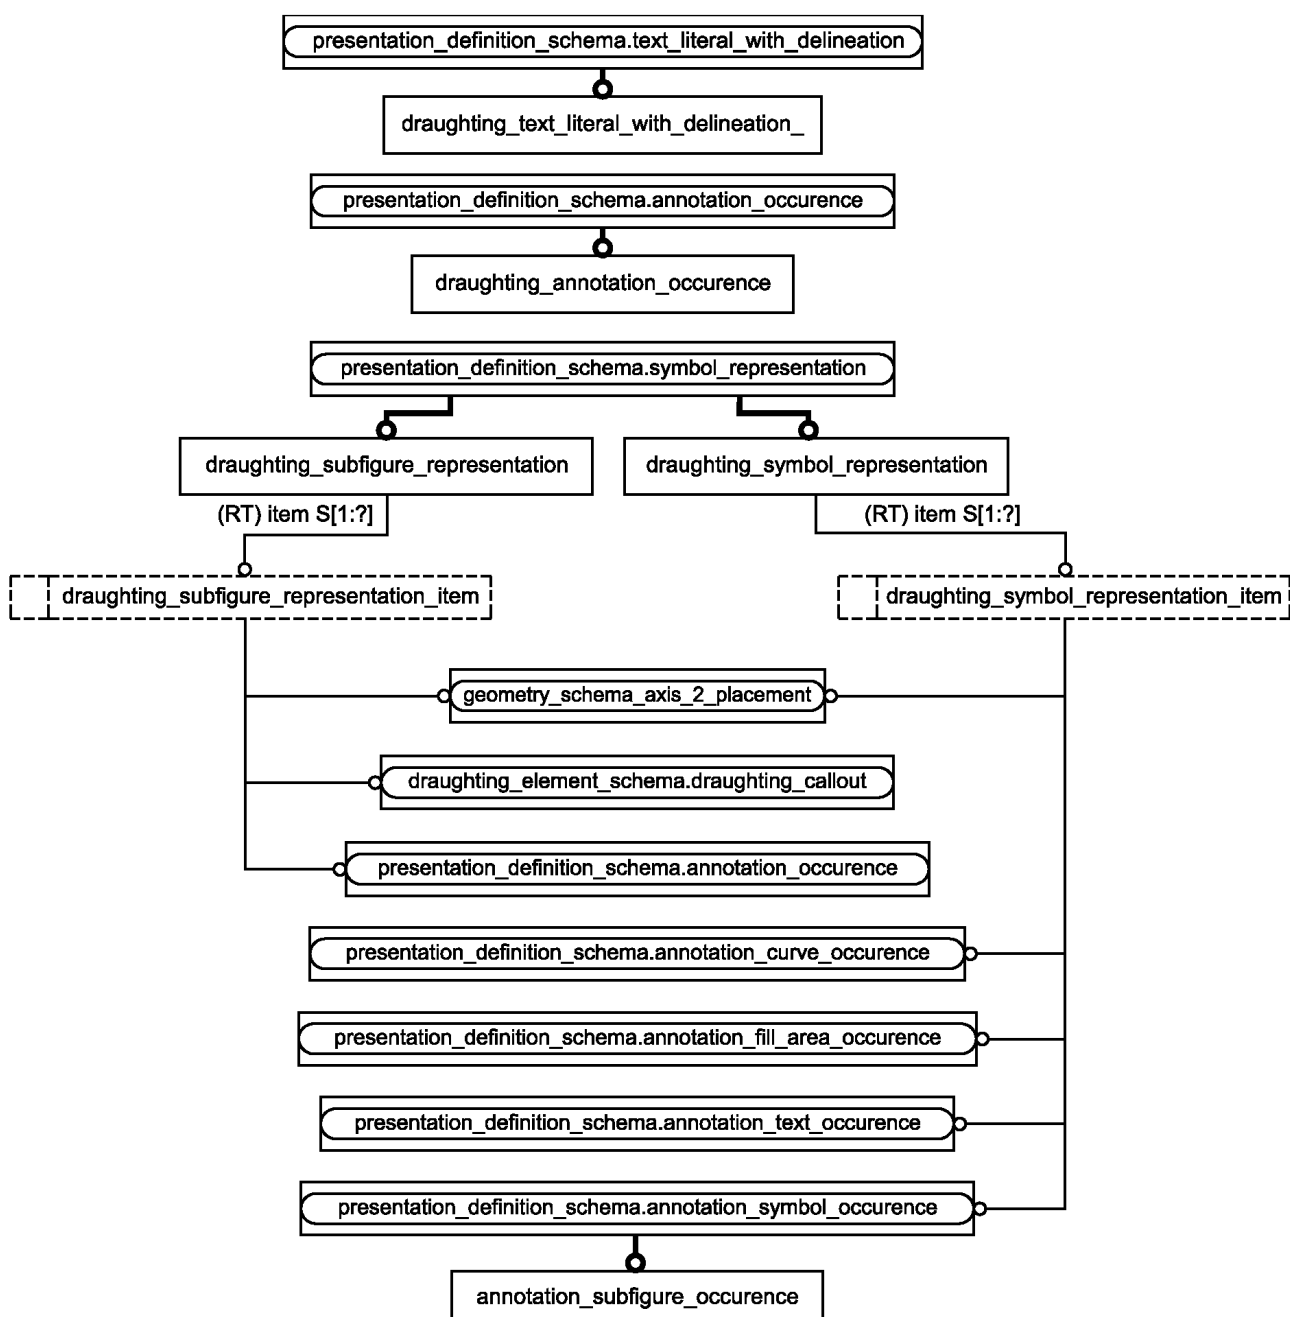 presentation_definition_schema.text_literal_with_delineation
draughting_text_literal_with_delineation_
presentation_definition_schema.annotation_occurence
draughting_annotation_occurence
presentation_definition_schema.symbol_representation
draughting_subfigure_representation
draughting_symbol_representation
(RT) item S[1:?]
(RT) item S[1:?]
draughting_subfigure_representation_item
draughting_symbol_representation_item
geometry_schema_axis_2_placement
draughting_element_schema.draughting_callout
presentation_definition_schema.annotation_occurence
presentation_definition_schema.annotation_curve_occurence
presentation_definition_schema.annotation_fill_area_occurence
presentation_definition_schema.annotation_text_occurence
presentation_definition_schema.annotation_symbol_occurence
annotation_subfigure_occurence